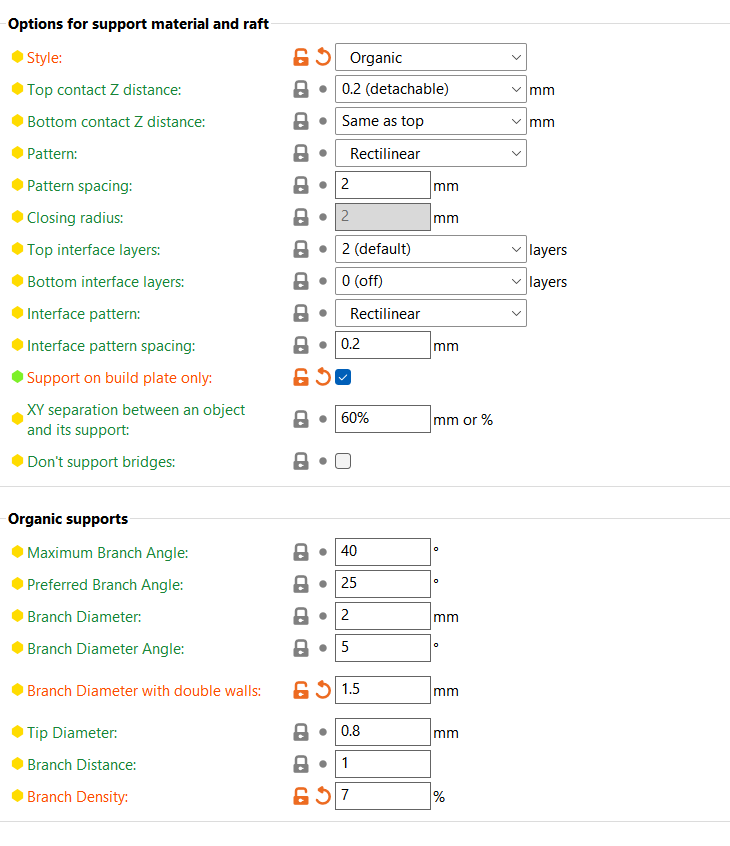 Options for support material and raft
Style: Organic
Top contact Z distance: 0.2 (detachable) mm
Bottom contact Z distance: Same as top mm
Pattern: Rectilinear
Pattern spacing: 2 mm
Closing radius: 2 mm
Top interface layers: 2 (default) layers
Bottom interface layers: 0 (off) layers
Interface pattern: Rectilinear
Interface pattern spacing: 0.2 mm
Support on build plate only:
XY separation between an object
and its support: 60% mm or %
Don't support bridges:
Organic supports
Maximum Branch Angle: 40 °
Preferred Branch Angle: 25 °
Branch Diameter: 2 mm
Branch Diameter Angle: 5 °
Branch Diameter with double walls: 1.5 mm
Tip Diameter: 0.8 mm
Branch Distance: 1
Branch Density: 7 %